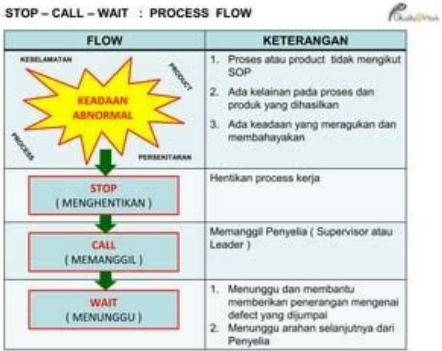 STOP – CALL – WAIT : PROCESS FLOW
FLOW
KETERANGAN
KESELAMATAN
PRODUCT
KEADAAN
ABNORMAL
PROCESS
PERSEKITARAN
1. Proses atau product tidak mengikut
SOP
2. Ada kelainan pada proses dan
produk yang dihasilkan
3. Ada keadaan yang meragukan dan
membahayakan
STOP
( MENGHENTIKAN )
Hentikan process kerja
CALL
( MEMANGGIL )
Memanggil Penyelia ( Supervisor atau
Leader )
WAIT
( MENUNGGU )
1. Menunggu dan membantu
memberikan penerangan mengenai
defect yang dijumpai
2. Menunggu arahan selanjutnya dari
Penyelia